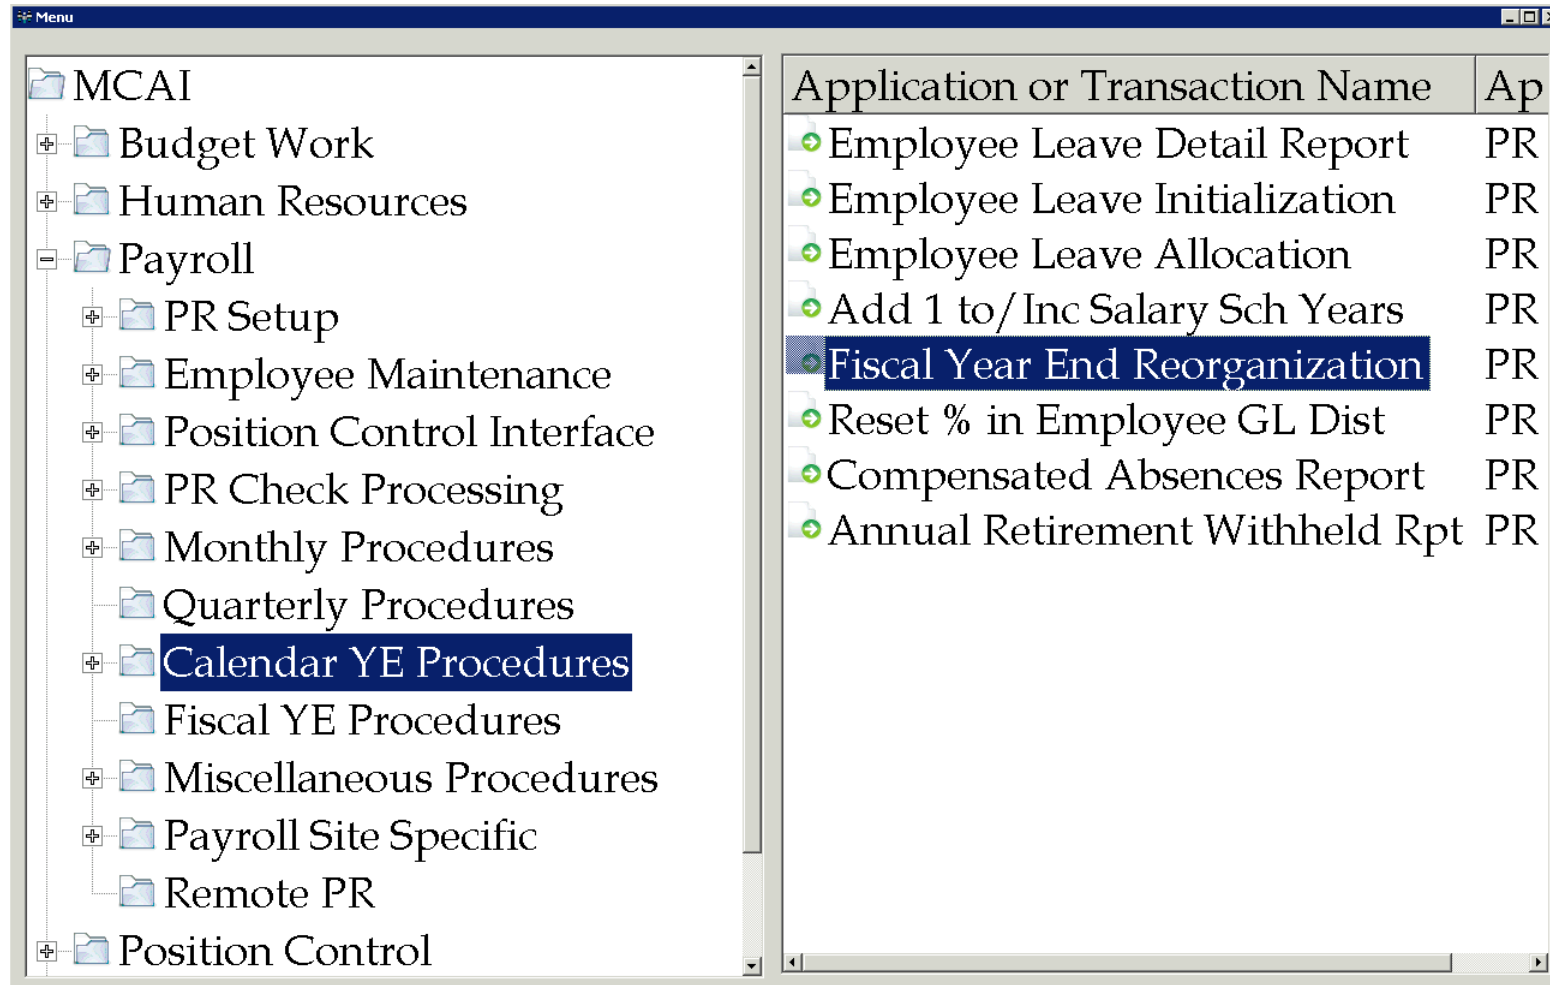 Menu
MCAI
Budget Work
Human Resources
Payroll
PR Setup
Employee Maintenance
Position Control Interface
PR Check Processing
Monthly Procedures
Quarterly Procedures
Calendar YE Procedures
Fiscal YE Procedures
Miscellaneous Procedures
Payroll Site Specific
Remote PR
Position Control
Application or Transaction Name Ap
Employee Leave Detail Report PR
Employee Leave Initialization PR
Employee Leave Allocation PR
Add 1 to/Inc Salary Sch Years PR
Fiscal Year End Reorganization PR
Reset % in Employee GL Dist PR
Compensated Absences Report PR
Annual Retirement Withheld Rpt PR